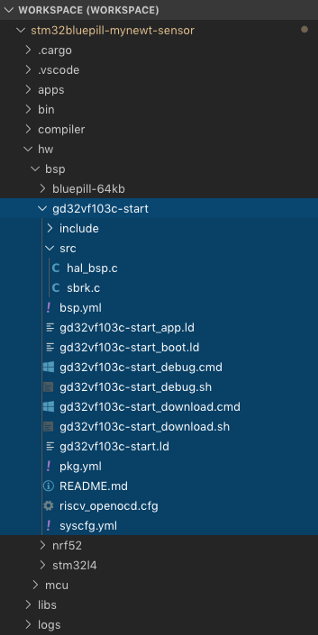 WORKSPACE (WORKSPACE)
stm32bluepill-mynewt-sensor
.cargo
.vscode
apps
bin
compiler
hw
bsp
bluepill-64kb
gd32vf103c-start
include
src
C hal_bsp.c
C sbrk.c
! bsp.yml
gd32vf103c-start_app.ld
gd32vf103c-start_boot.ld
gd32vf103c-start_debug.cmd
gd32vf103c-start_debug.sh
gd32vf103c-start_download.cmd
gd32vf103c-start_download.sh
gd32vf103c-start.ld
! pkg.yml
README.md
riscv_openocd.cfg
! syscfg.yml
nrf52
stm32l4
mcu
libs
logs